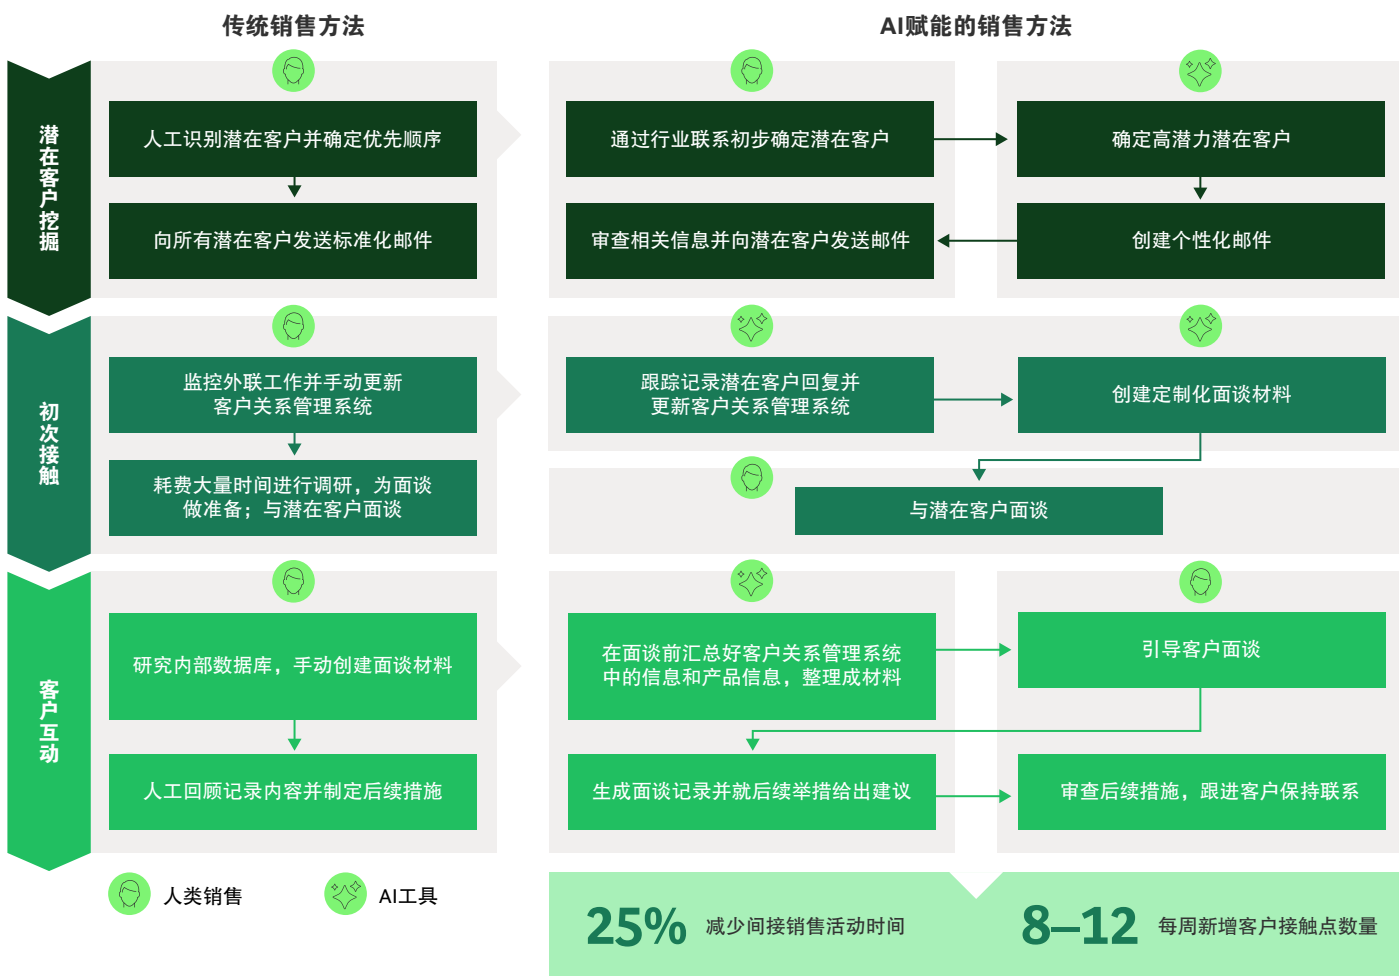 传统销售方法
AI赋能的销售方法
潜在客户挖掘
人工识别潜在客户并确定优先顺序
向所有潜在客户发送标准化邮件
通过行业联系初步确定潜在客户
确定高潜力潜在客户
审查相关信息并向潜在客户发送邮件
创建个性化邮件
初次接触
监控外联工作并手动更新
客户关系管理系统
耗费大量时间进行调研，为面谈
做准备；与潜在客户面谈
跟踪记录潜在客户回复并
更新客户关系管理系统
创建定制化面谈材料
与潜在客户面谈
客户互动
研究内部数据库，手动创建面谈材料
人工回顾记录内容并制定后续措施
在面谈前汇总好客户关系管理系统
中的信息和产品信息，整理成材料
引导客户面谈
生成面谈记录并就后续举措给出建议
审查后续措施，跟进客户保持联系
人类销售
AI工具
25% 减少间接销售活动时间
8–12 每周新增客户接触点数量